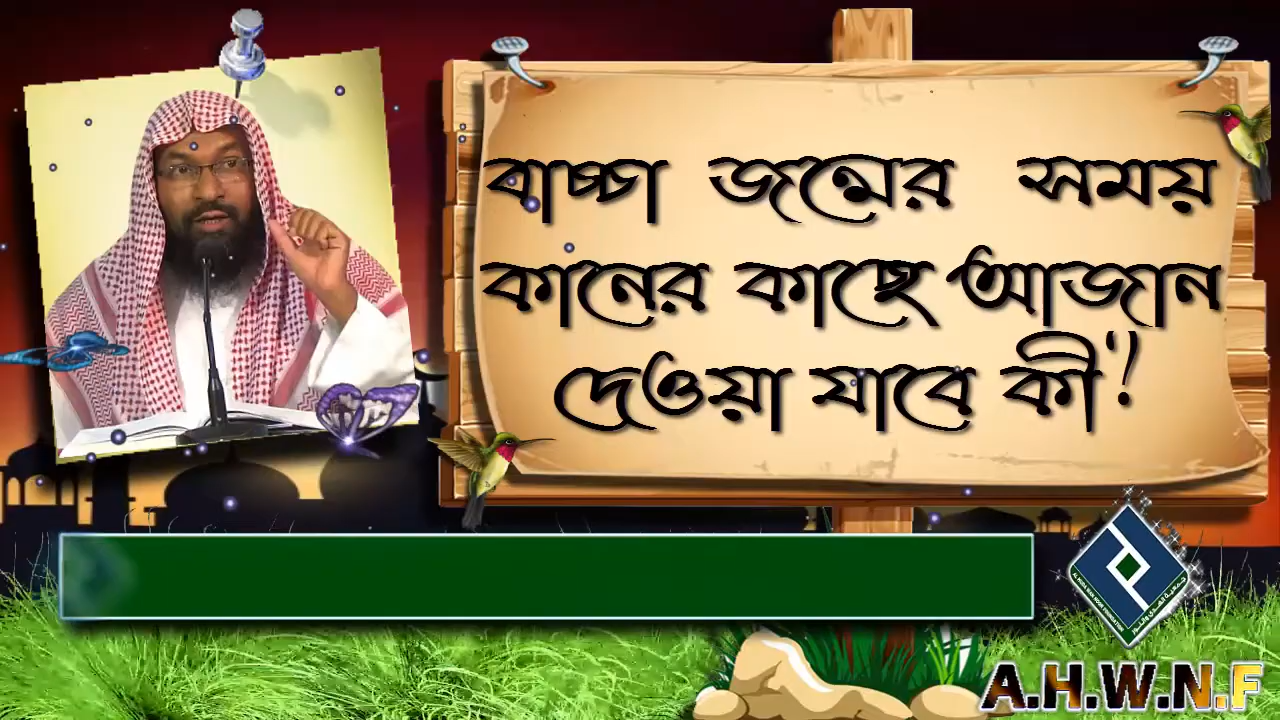 বাচ্চা জন্মের সময়
কানের কাছে আজান
দেওয়া যাবে কী?
A.H.W.N.F